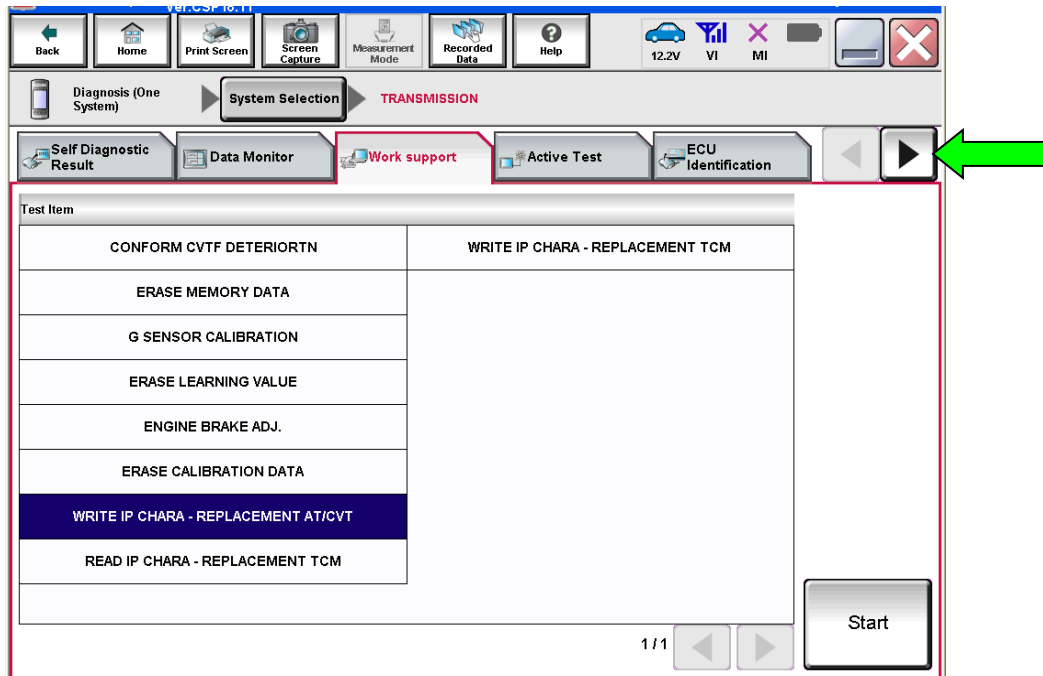 Ver.CSP16.11
Back
Home
Print Screen
Screen
Capture
Measurement
Mode
Recorded
Data
Help
12.2V
VI
MI
Diagnosis (One
System)
System Selection
TRANSMISSION
Self Diagnostic
Result
Data Monitor
Work support
Active Test
ECU
Identification
Test Item
CONFORM CVTF DETERIORTN
WRITE IP CHARA - REPLACEMENT TCM
ERASE MEMORY DATA
G SENSOR CALIBRATION
ERASE LEARNING VALUE
ENGINE BRAKE ADJ.
ERASE CALIBRATION DATA
WRITE IP CHARA - REPLACEMENT AT/CVT
READ IP CHARA - REPLACEMENT TCM
1/1
Start